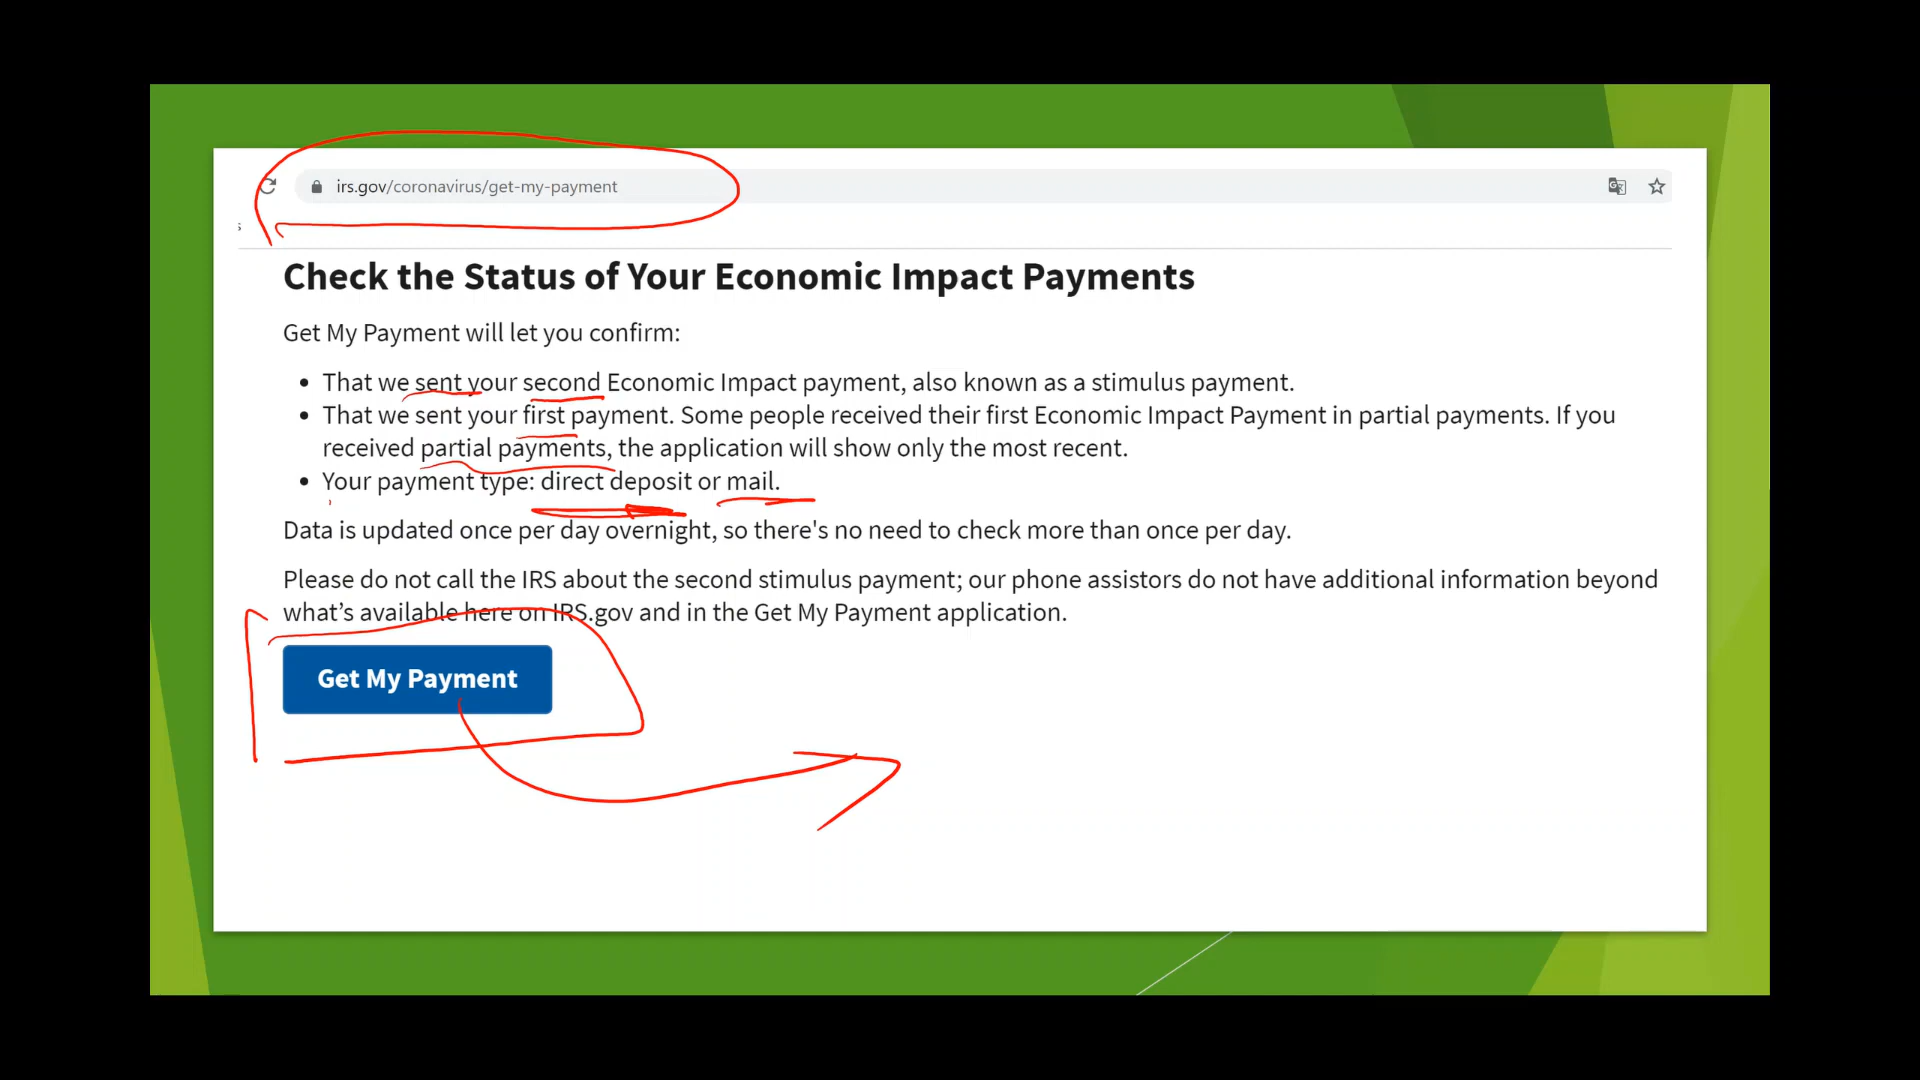 irs.gov/coronavirus/get-my-payment
s
Check the Status of Your Economic Impact Payments
Get My Payment will let you confirm:
• That we sent your second Economic Impact payment, also known as a stimulus payment.
• That we sent your first payment. Some people received their first Economic Impact Payment in partial payments. If you
received partial payments, the application will show only the most recent.
• Your payment type: direct deposit or mail.
Data is updated once per day overnight, so there's no need to check more than once per day.
Please do not call the IRS about the second stimulus payment; our phone assistors do not have additional information beyond
what’s available here on IRS.gov and in the Get My Payment application.
Get My Payment